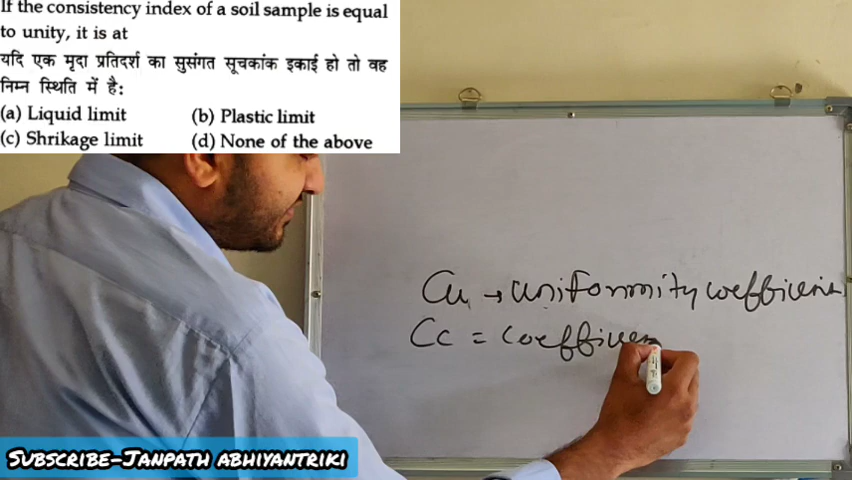 If the consistency index of a soil sample is equal
to unity, it is at
यदि एक मृदा प्रतिदर्श का सुसंगत सूचकांक इकाई हो तो वह
निम्न स्थिति में है:
(a) Liquid limit (b) Plastic limit
(c) Shrikage limit (d) None of the above
Cu → uniformity
Cc =
SUBSCRIBE-JANPATH ABHIYANTRIKI